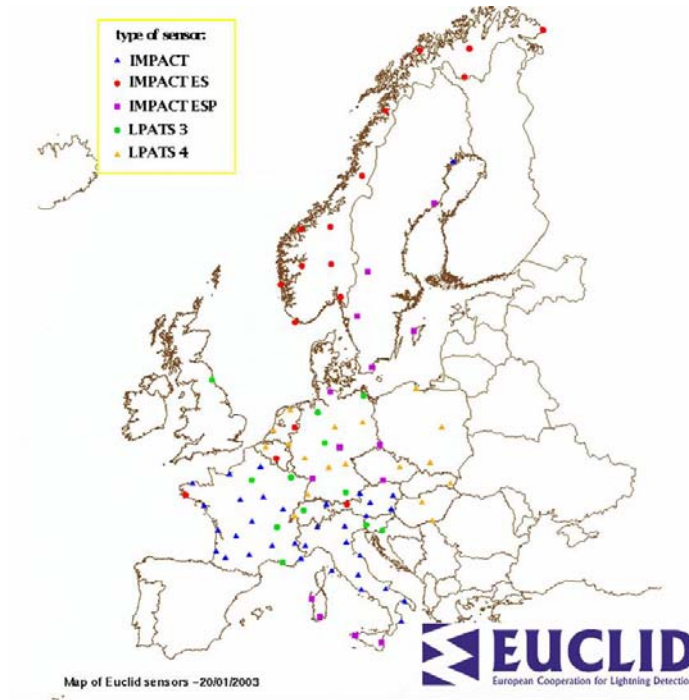 type of sensor:
IMPACT
IMPACT ES
IMPACT ESP
LPATS 3
LPATS 4
EUCLID
European Cooperation for Lightning Detectio
Map of Euclid sensors -20/01/2003